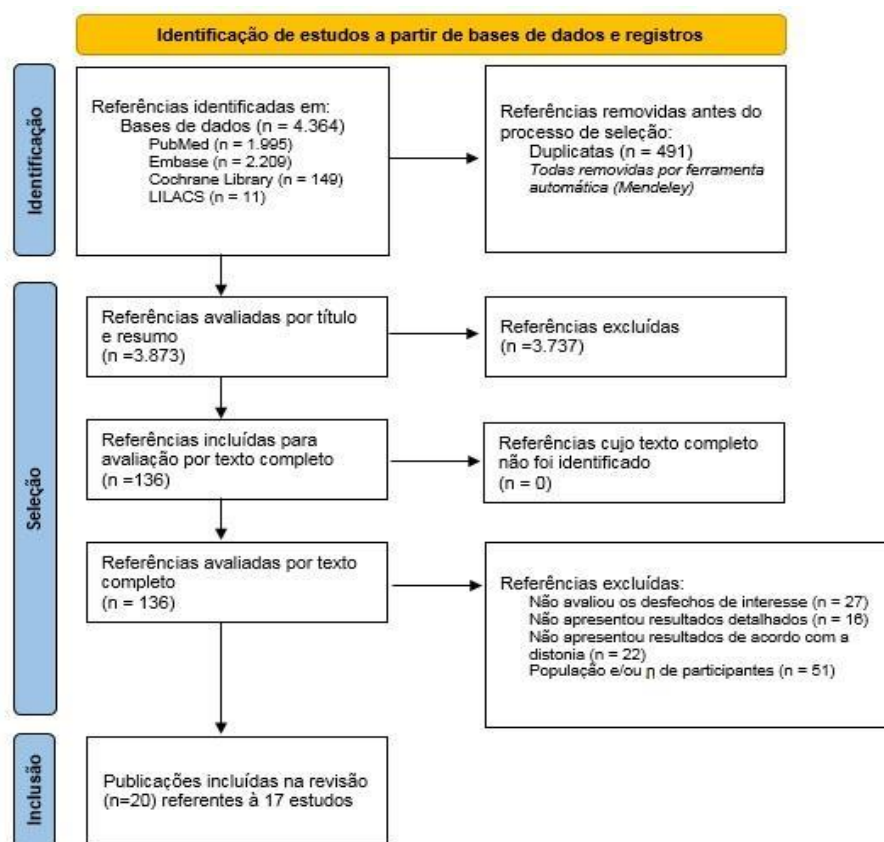 Identificação de estudos a partir de bases de dados e registros
Identificação
Referências identificadas em:
Bases de dados (n = 4.364)
PubMed (n = 1.995)
Embase (n = 2.209)
Cochrane Library (n = 149)
LILACS (n = 11)
Referências removidas antes do
processo de seleção:
Duplicatas (n = 491)
Todas removidas por ferramenta
automática (Mendeley)
Seleção
Referências avaliadas por título
e resumo
(n =3.873)
Referências excluídas
(n =3.737)
Referências incluídas para
avaliação por texto completo
(n =136)
Referências cujo texto completo
não foi identificado
(n = 0)
Referências avaliadas por texto
completo
(n = 136)
Referências excluídas:
Não avaliou os desfechos de interesse (n = 27)
Não apresentou resultados detalhados (n = 16)
Não apresentou resultados de acordo com a
distonia (n = 22)
População e/ou n de participantes (n = 51)
Inclusão
Publicações incluídas na revisão
(n=20) referentes à 17 estudos